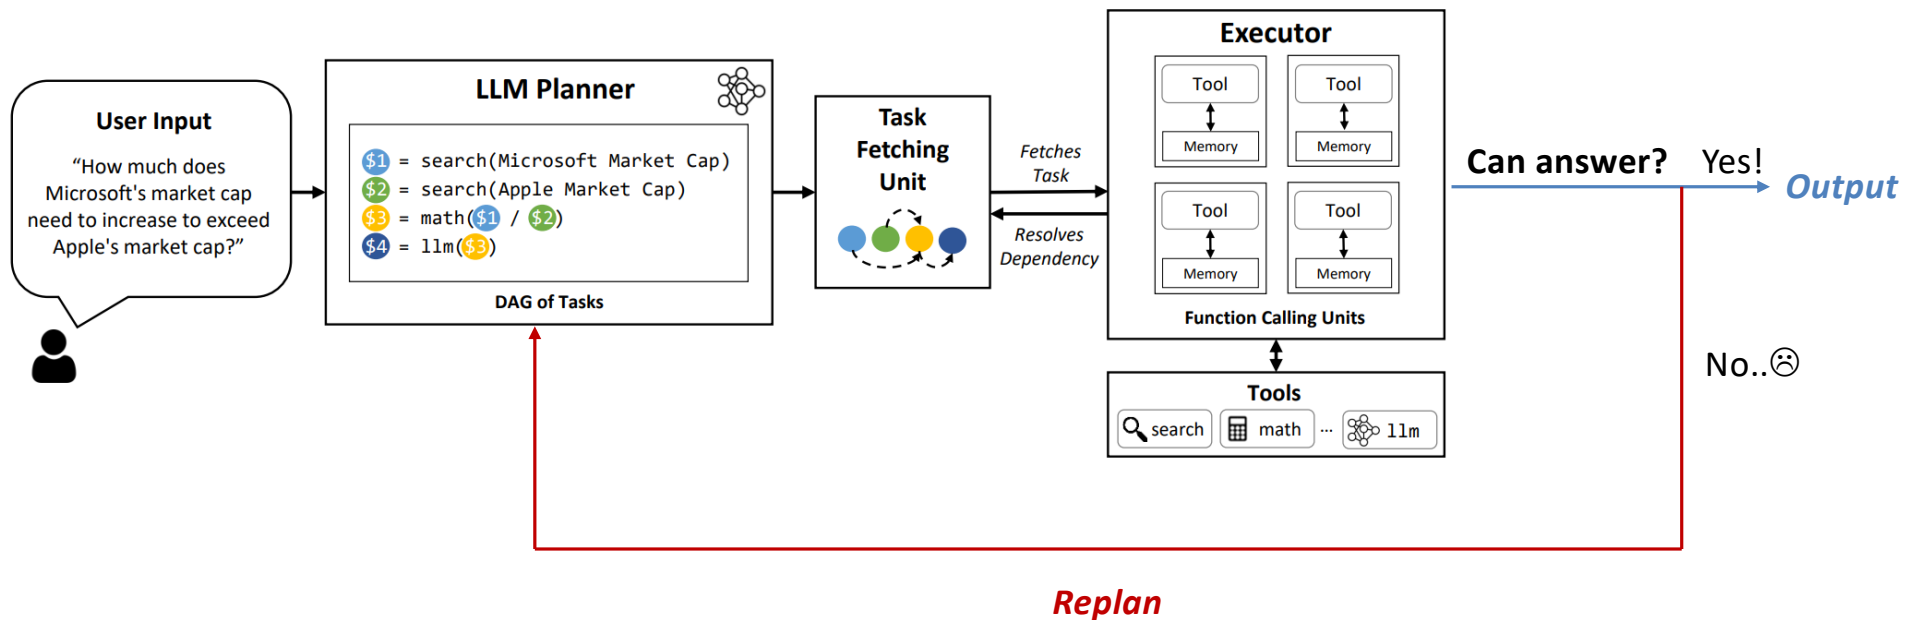 User Input
“How much does
Microsoft's market cap
need to increase to exceed
Apple's market cap?”
LLM Planner
$1 = search(Microsoft Market Cap)
$2 = search(Apple Market Cap)
$3 = math($1 / $2)
$4 = llm($3)
DAG of Tasks
Task
Fetching
Unit
Fetches
Task
Resolves
Dependency
Executor
Tool
Memory
Tool
Memory
Tool
Memory
Tool
Memory
Function Calling Units
Tools
search
math
...
llm
Can answer? Yes!
Output
No..☹
Replan